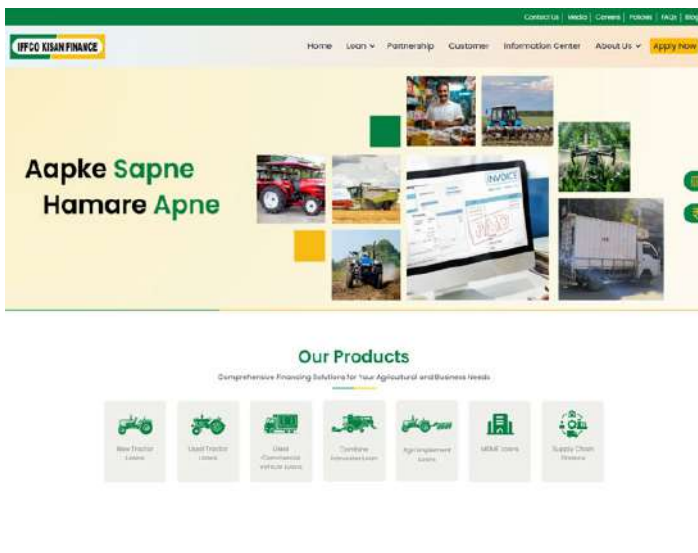 Contact Us | Media | Careers | Policies | FAQs | Blog
IFFCO KISAN FINANCE
Home Loan Partnership Customer Information Center About Us Apply Now
Aapke Sapne
Hamare Apne
INVOICE
PAID
Our Products
Comprehensive Financing Solutions for Your Agricultural and Business Needs
New Tractor
Loans
Used Tractor
Loans
Used
Commercial
Vehicle Loans
Combine
Harvester Loan
Agri Implement
Loans
MSME Loans
Supply Chain
Finance